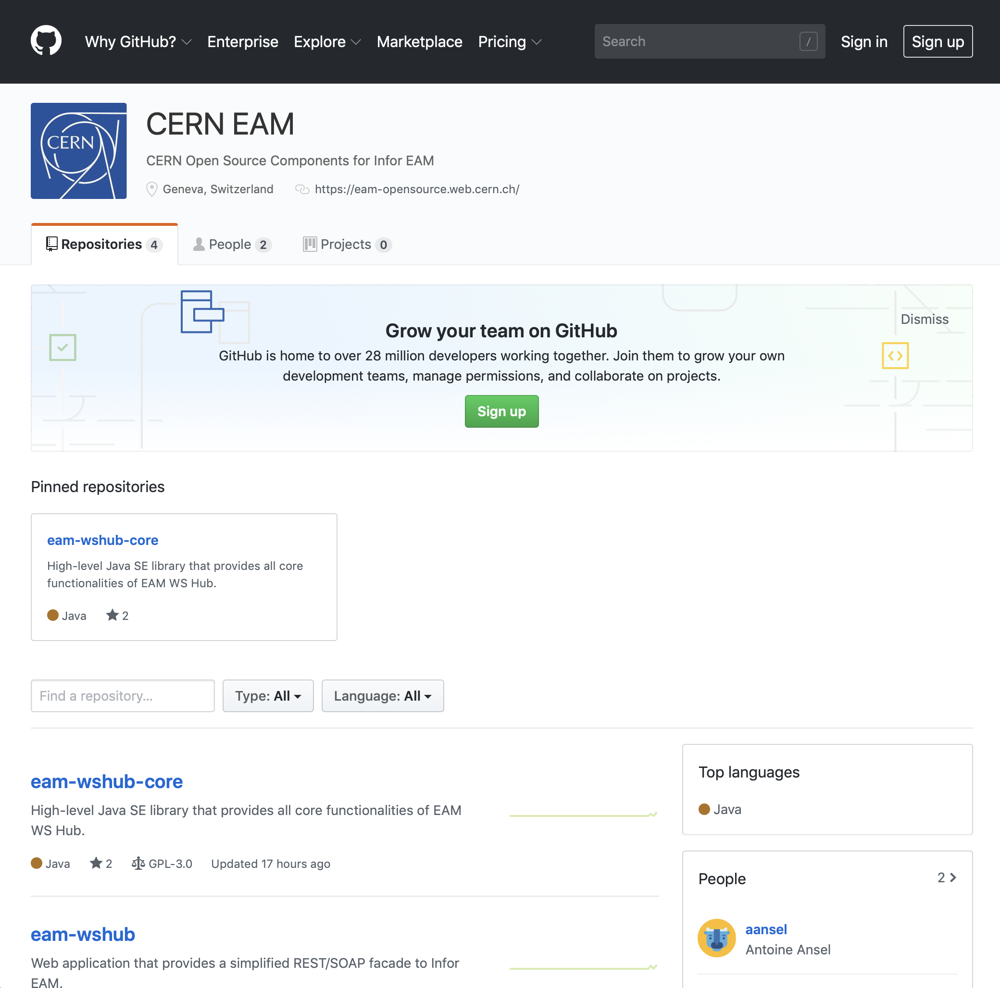 Why GitHub? Enterprise Explore Marketplace Pricing Search / Sign in Sign up
CERN
CERN EAM
CERN Open Source Components for Infor EAM
Geneva, Switzerland https://eam-opensource.web.cern.ch/
Repositories 4 People 2 Projects 0
Dismiss
Grow your team on GitHub
GitHub is home to over 28 million developers working together. Join them to grow your own
development teams, manage permissions, and collaborate on projects.
Sign up
Pinned repositories
eam-wshub-core
High-level Java SE library that provides all core
functionalities of EAM WS Hub.
Java 2
Find a repository... Type: All Language: All
eam-wshub-core
High-level Java SE library that provides all core functionalities of EAM
WS Hub.
Java 2 GPL-3.0 Updated 17 hours ago
eam-wshub
Web application that provides a simplified REST/SOAP facade to Infor
EAM.
Top languages
Java
People 2
aansel
Antoine Ansel